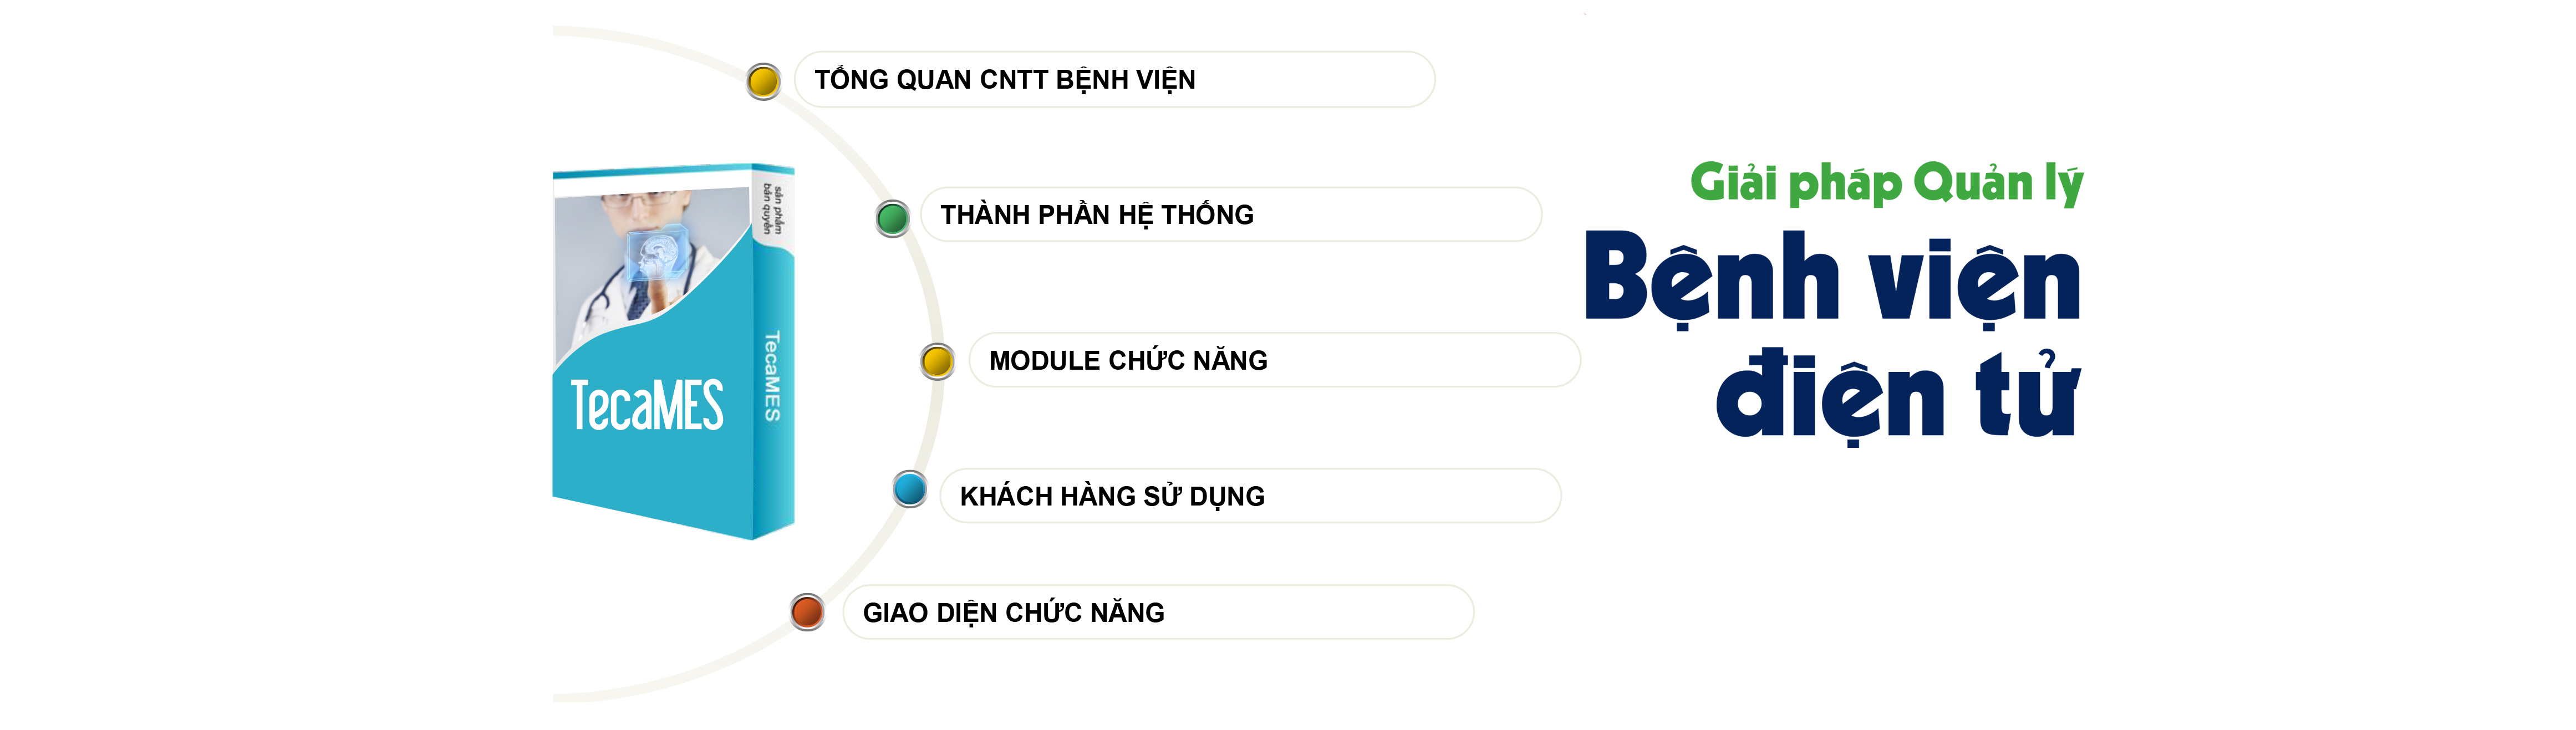 TỔNG QUAN CNTT BỆNH VIỆN
THÀNH PHẦN HỆ THỐNG
MODULE CHỨC NĂNG
KHÁCH HÀNG SỬ DỤNG
GIAO DIỆN CHỨC NĂNG
sản phẩm
bản quyền
TecaMES
TecaMES
Giải pháp Quản lý
Bệnh viện
điện tử